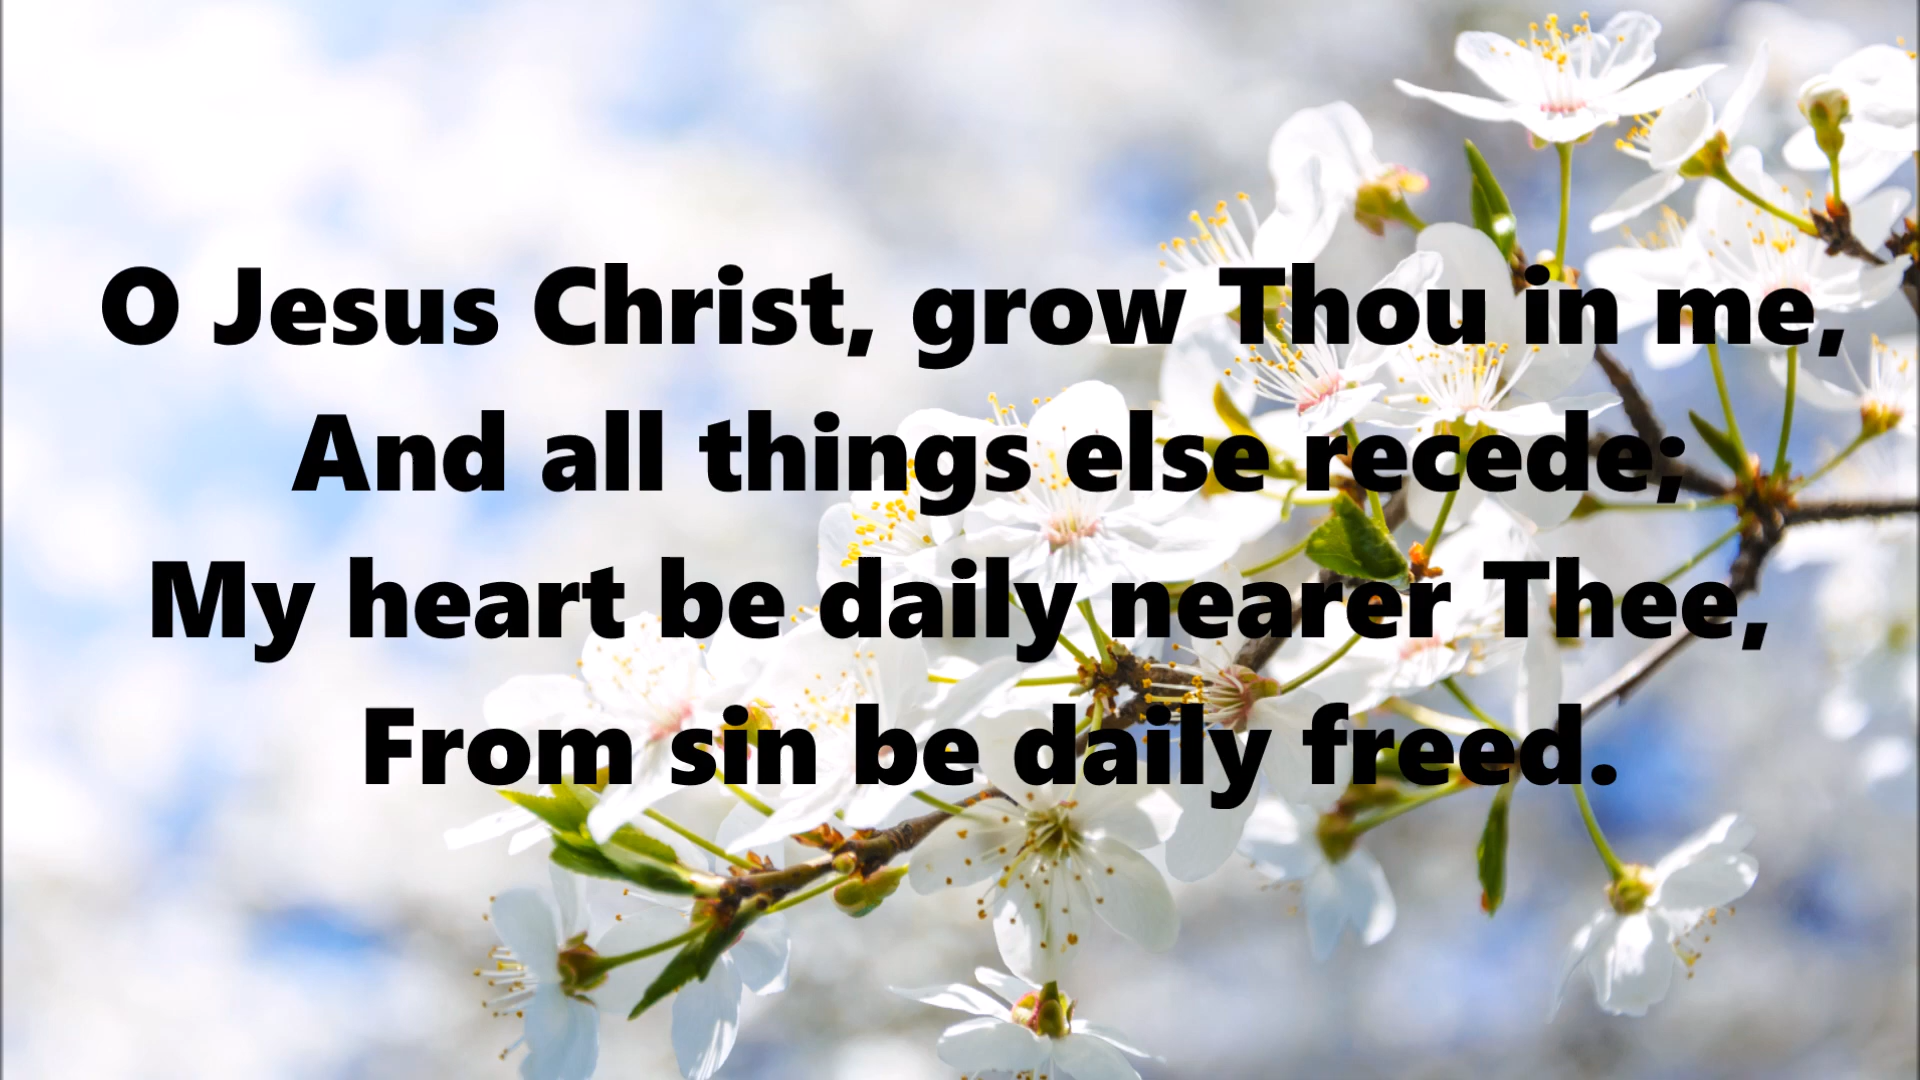 O Jesus Christ, grow Thou in me,
And all things else recede;
My heart be daily nearer Thee,
From sin be daily freed.